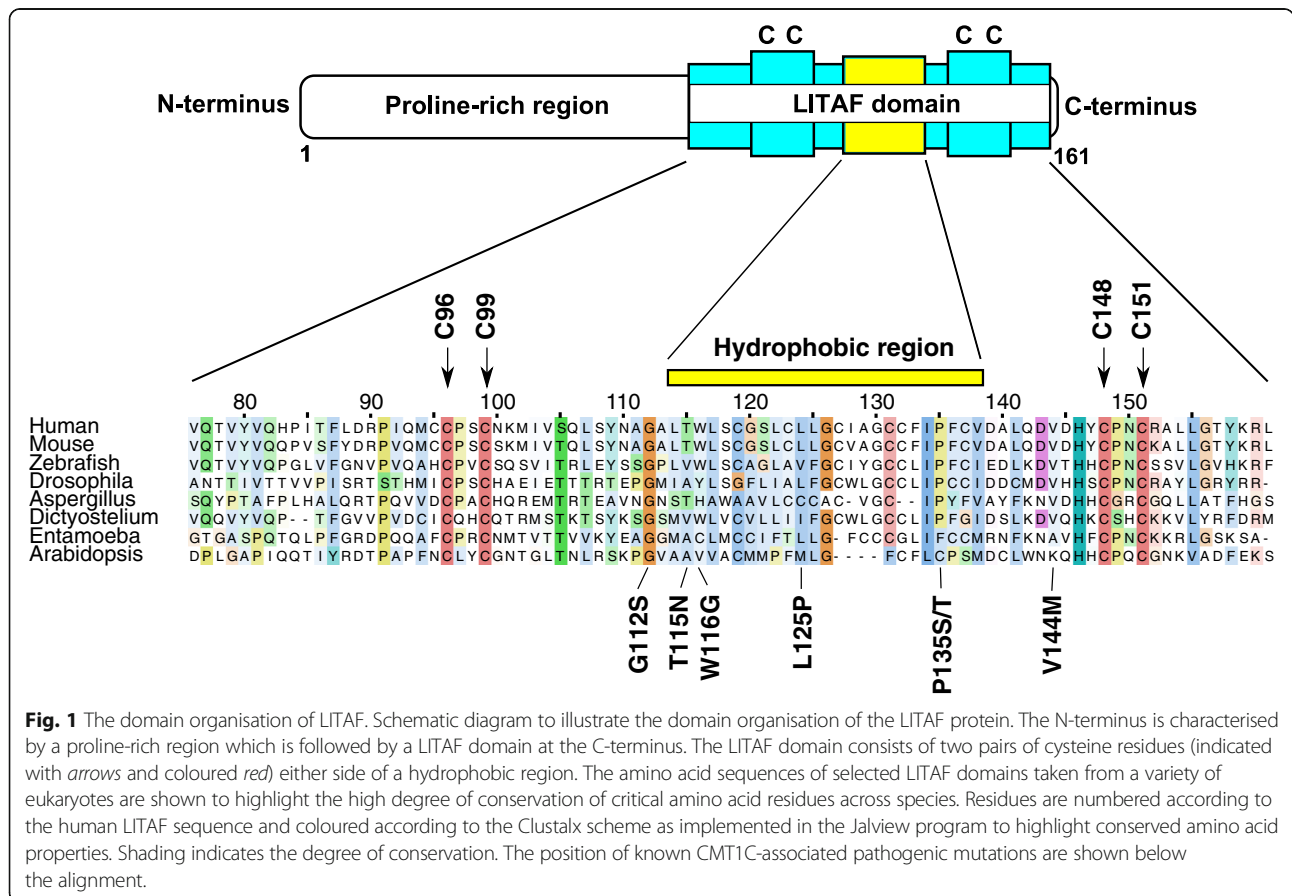 C C C C
N-terminus Proline-rich region LITAF domain C-terminus
1 161
C96 C99 C148 C151
Hydrophobic region
80 90 100 110 120 130 140 150
Human VQTVYVQHPITFLDRPIQMCCPSCNKMIVSQLSYNAGALTWLSCGSLCLLGCIAGCCFIPFCVDALQDVDHYCPNCRALLGTYKRL
Mouse VQTVYVQQPVSFYDRPVQMCCPSCSKMIVTQLSYNAGALTWLSCGSLCLLGCVAGCCFIPFCVDALQDVDHYCPNCKALLGTYKRL
Zebrafish VQTVYVQPGLVFGNVPVQAHCPVCSQSVITRLEYSSGPLVWLSCAGLAVFGCIYGCCLIPFCIEDLKDVTHHCPNCSSVLGVHKRF
Drosophila ANTTIVTTVVPISRTSTHMICPSCHAEIETTTRTEPGMIAYLSGFLIALFGCWLGCCLIPCCIDDCMDVHHSCPNCRAYLGRYRR-
Aspergillus SQYPTAFPLHALQRTPQVVDCPACHQREMTRTTAVNNSTHAWAAVLCCCAC-VGC--IPYFVAYFKNVDHSCGRCGQLLATFHGS
Dictyostelium VQQVYVQP--TFGVVPVDCICQHCQTRMSTKTSYKSGSMVWLVCVLLIIFGCWLGCCLIPFGIDSLKDVQHKCSHCKKVLYRFDRM
Entamoeba GTGASPQTQLPFGRDPQQAFCPRCNMTVTTVVKYEAGGMACLMCCIFTLLGFCCCGLIFCCMRNFKNAVHFCPNCKKRLGSKSA-
Arabidopsis DPLGAPIQQTIYRDTPAPFNCLYCGNTGLTNLRSKPGVAAVVACMMPFMLG----FCFLCPSMDCLWNKQHHCPQCGNKVADFEKS
G112S T115N W116G L125P P135S/T V144M
Fig. 1 The domain organisation of LITAF. Schematic diagram to illustrate the domain organisation of the LITAF protein. The N-terminus is characterised
by a proline-rich region which is followed by a LITAF domain at the C-terminus. The LITAF domain consists of two pairs of cysteine residues (indicated
with arrows and coloured red) either side of a hydrophobic region. The amino acid sequences of selected LITAF domains taken from a variety of
eukaryotes are shown to highlight the high degree of conservation of critical amino acid residues across species. Residues are numbered according to
the human LITAF sequence and coloured according to the Clustalx scheme as implemented in the Jalview program to highlight conserved amino acid
properties. Shading indicates the degree of conservation. The position of known CMT1C-associated pathogenic mutations are shown below
the alignment.